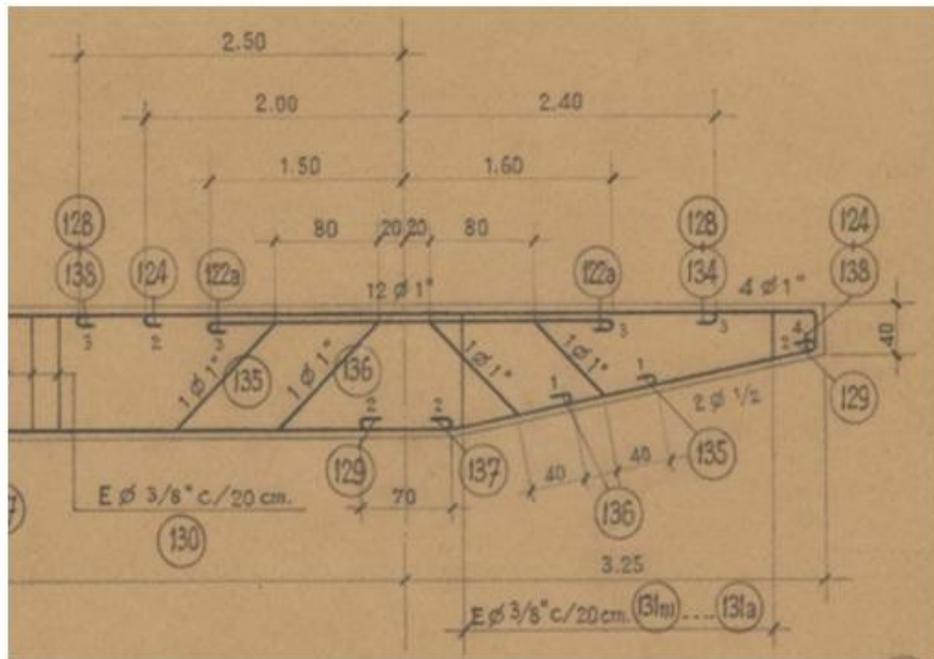 2.50
2.00 2.40
1.50 1.60
80 20 20 80
128 128 124
138 124 122a 122a 134 138
12 Ø 1" 4 Ø 1"
3 2 3 3 3 4
2 40
1 Ø 1" 135 1 Ø 1" 136 1 Ø 1" 1 Ø 1"
1 1
2 Ø 1/2 129
2 2
129 137 40 40 135
E Ø 3/8" c/20 cm. 70 136
130
3.25
E Ø 3/8" c/20 cm. 131m .... 131a